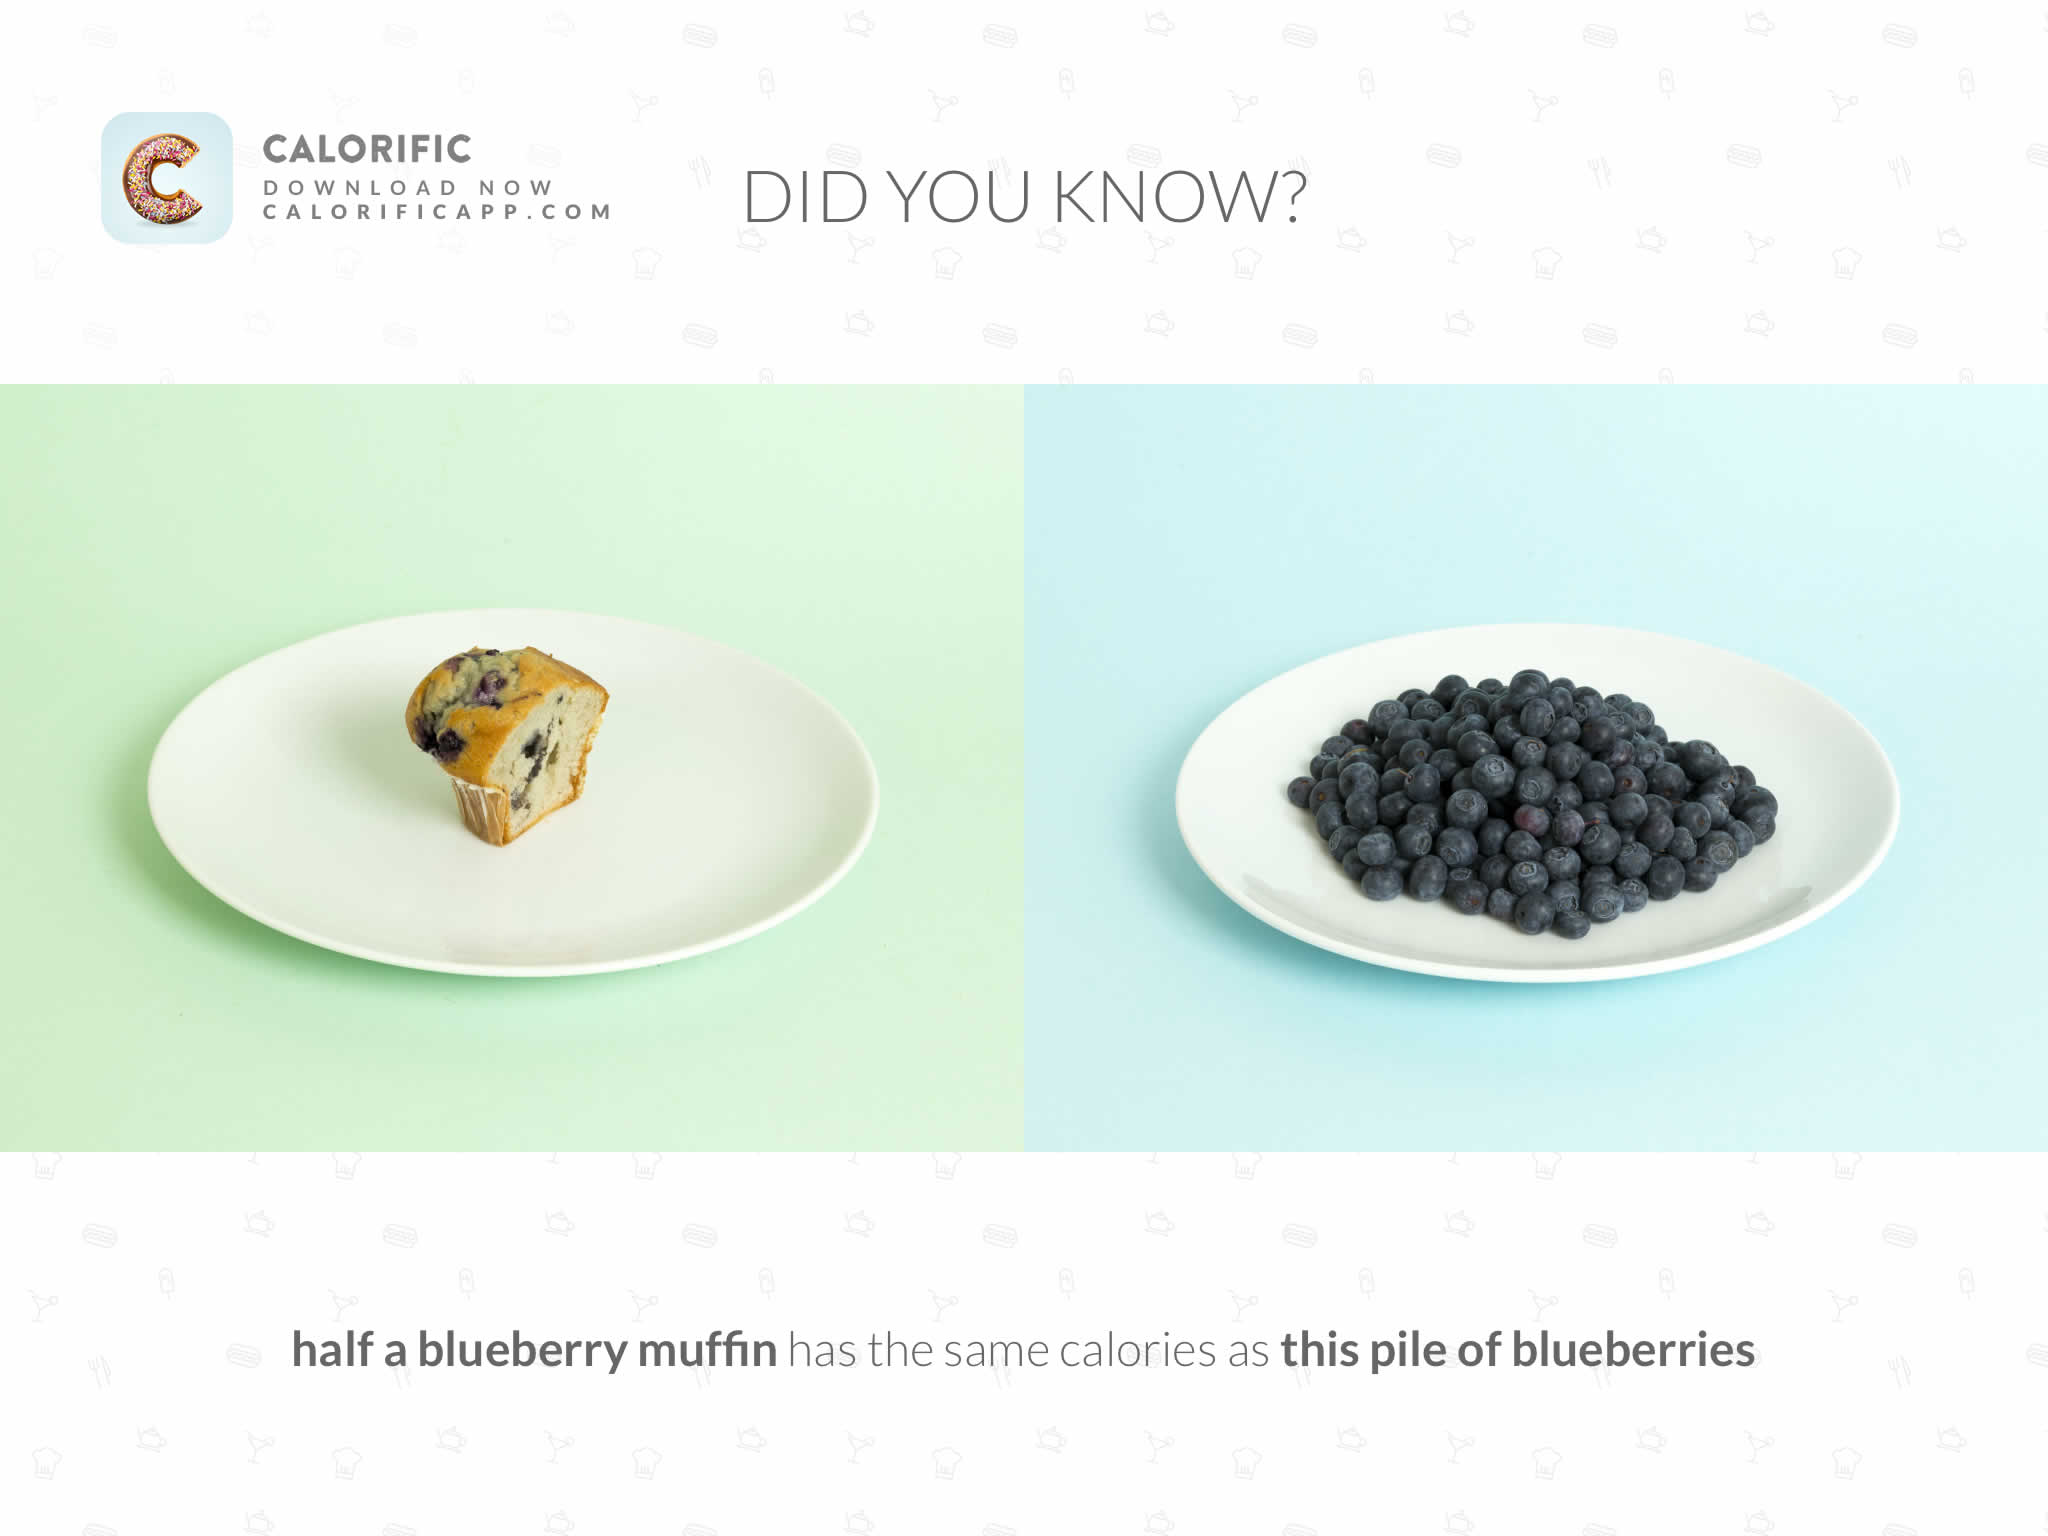 CALORIFIC
DOWNLOAD NOW
CALORIFICAPP.COM
DID YOU KNOW?
half a blueberry muffin has the same calories as this pile of blueberries